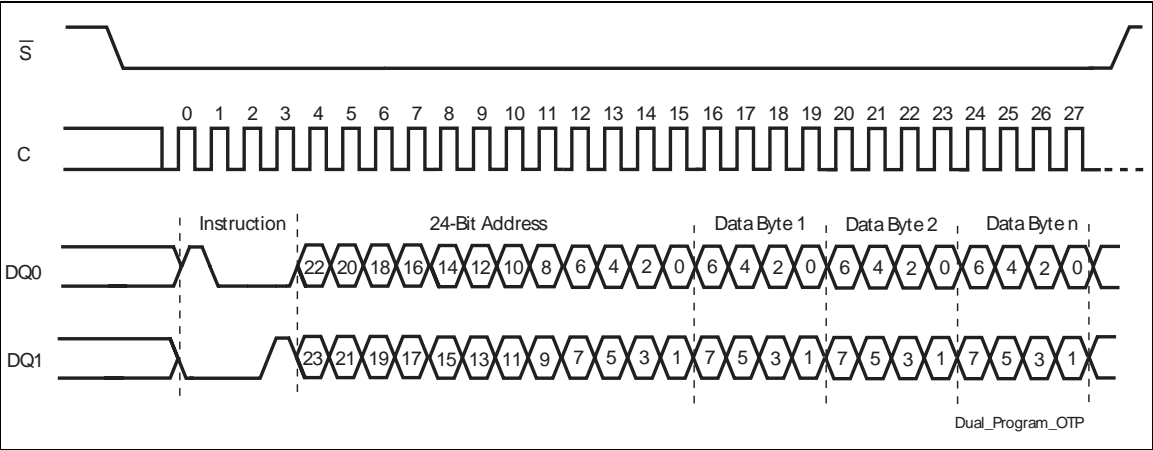 S
0 1 2 3 4 5 6 7 8 9 10 11 12 13 14 15 16 17 18 19 20 21 22 23 24 25 26 27
C
Instruction 24-Bit Address Data Byte 1 Data Byte 2 Data Byte n
DQ0 22 20 18 16 14 12 10 8 6 4 2 0 6 4 2 0 6 4 2 0 6 4 2 0
DQ1 23 21 19 17 15 13 11 9 7 5 3 1 7 5 3 1 7 5 3 1 7 5 3 1
Dual_Program_OTP